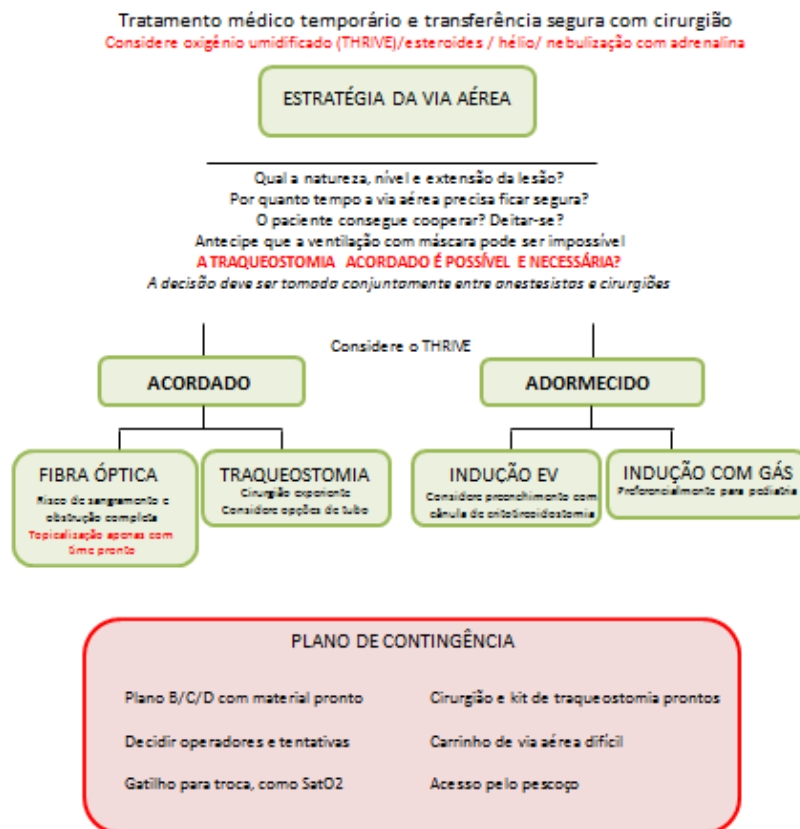 Tratamento médico temporário e transferência segura com cirurgião
Considere oxigênio umidificado (THRIVE)/esteroides / hélio/ nebulização com adrenalina
ESTRATÉGIA DA VIA AÉREA
Qual a natureza, nível e extensão da lesão?
Por quanto tempo a via aérea precisa ficar segura?
O paciente consegue cooperar? Deitar-se?
Antecipe que a ventilação com máscara pode ser impossível
A TRAQUEOSTOMIA ACORDADO É POSSÍVEL E NECESSÁRIA?
A decisão deve ser tomada conjuntamente entre anestesistas e cirurgiões
Considere o THRIVE
ACORDADO
ADORMECIDO
FIBRA ÓPTICA
Risco de sangramento e
obstrução completa
Topicalização apenas com
time pronto
TRAQUEOSTOMIA
Cirurgião experiente
Considere opções de tubo
INDUÇÃO EV
Considere preenchimento com
cânula de critotireoidostomia
INDUÇÃO COM GÁS
Preferencialmente para pediatria
PLANO DE CONTINGÊNCIA
Plano B/C/D com material pronto
Cirurgião e kit de traqueostomia prontos
Decidir operadores e tentativas
Carrinho de via aérea difícil
Gatilho para troca, como SatO2
Acesso pelo pescoço